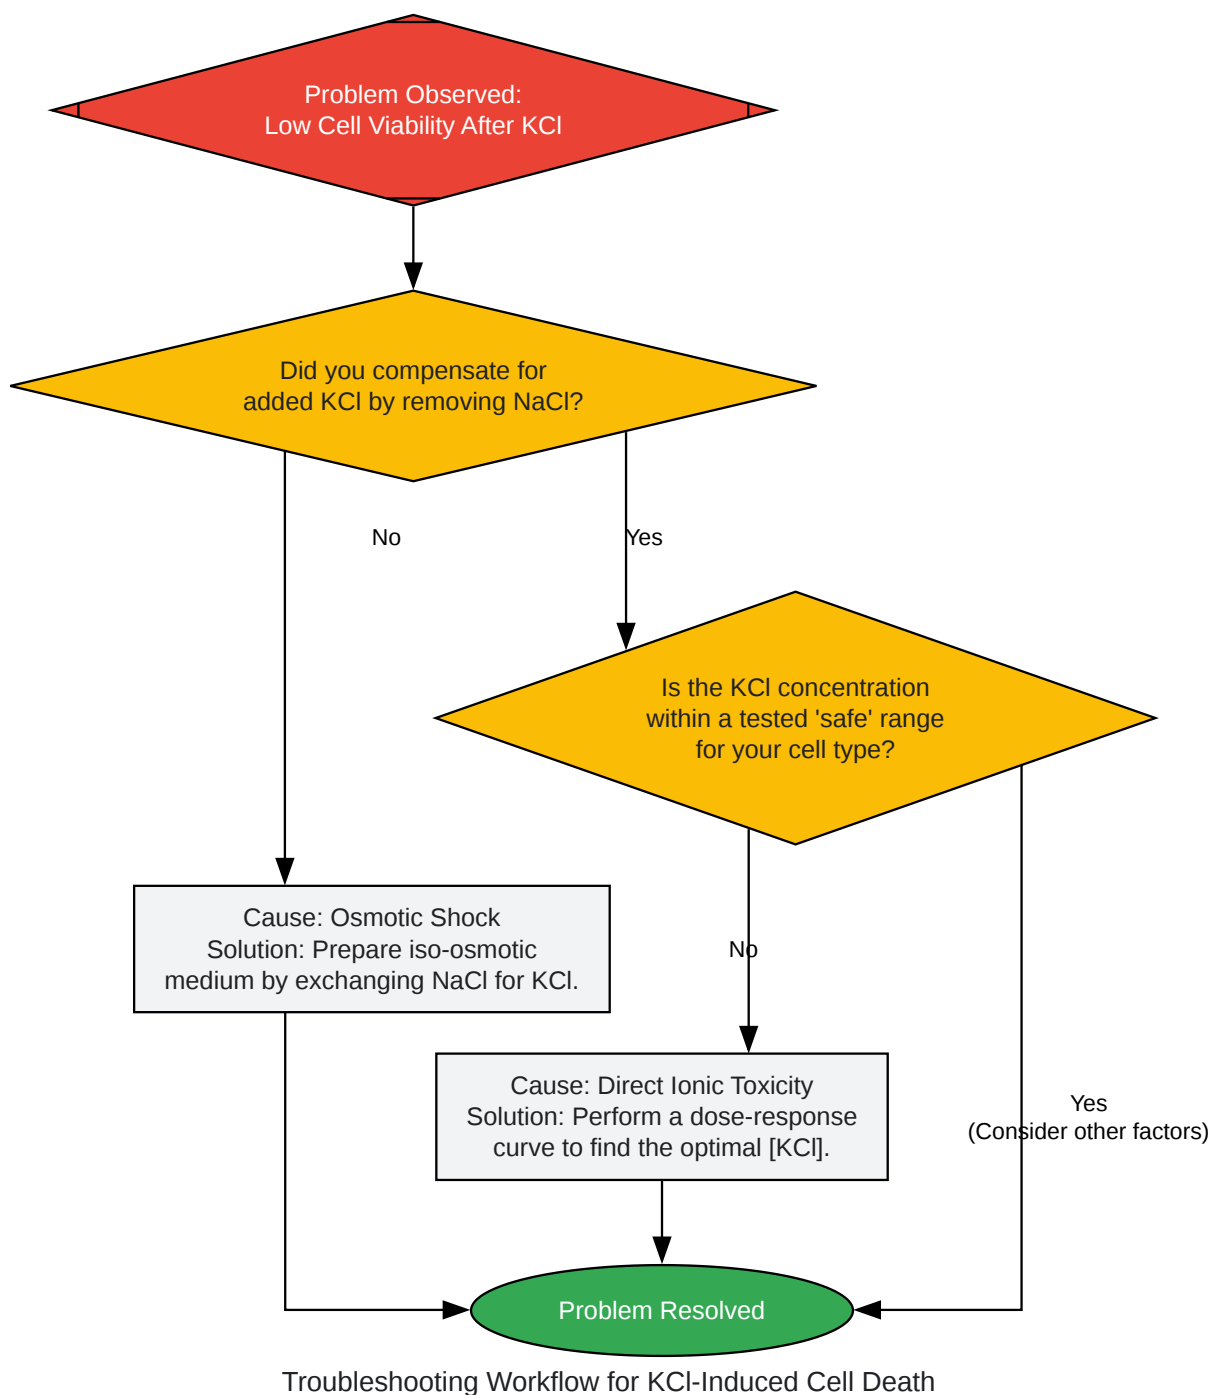 Problem Observed:
Low Cell Viability After KCl
Did you compensate for
added KCl by removing NaCl?
No
Yes
Is the KCl concentration
within a tested 'safe' range
for your cell type?
Cause: Osmotic Shock
Solution: Prepare iso-osmotic
medium by exchanging NaCl for KCl.
No
Cause: Direct Ionic Toxicity
Solution: Perform a dose-response
curve to find the optimal [KCl].
Yes
(Consider other factors)
Problem Resolved
Troubleshooting Workflow for KCl-Induced Cell Death